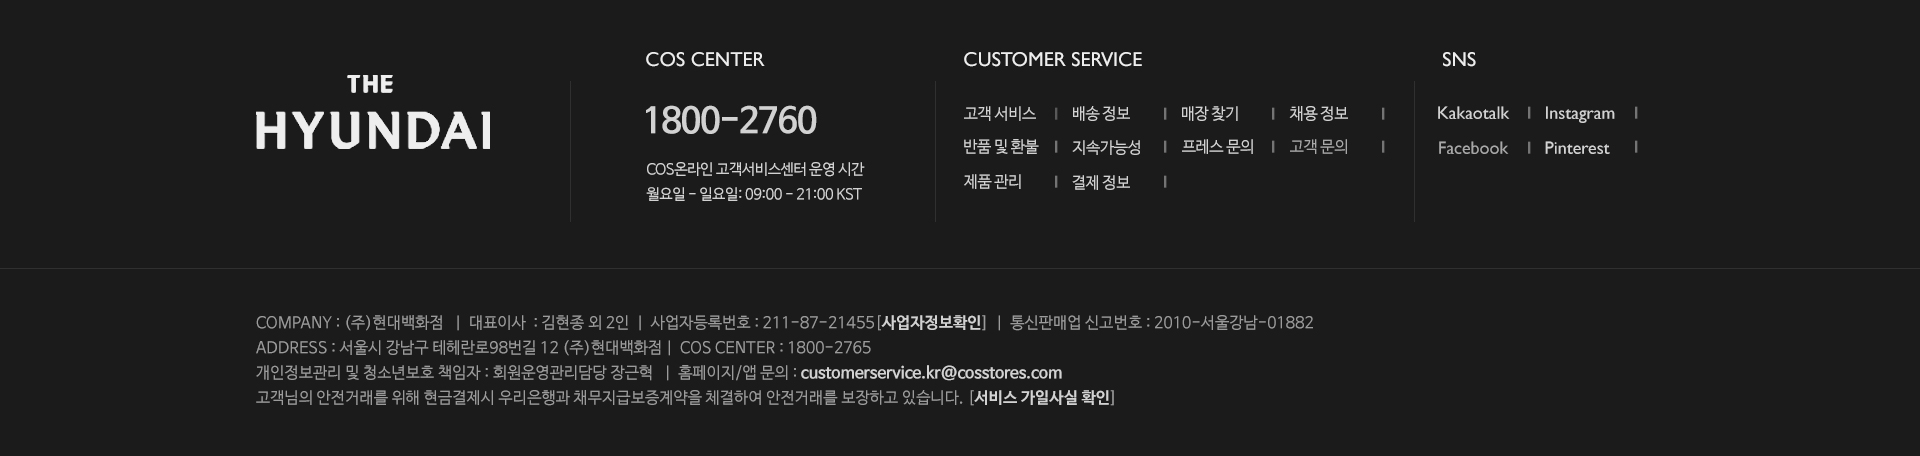 THE
HYUNDAI
COS CENTER
1800-2760
COS온라인 고객서비스센터 운영 시간
월요일 - 일요일: 09:00 - 21:00 KST
CUSTOMER SERVICE
고객 서비스 | 배송 정보 | 매장 찾기 | 채용 정보 |
반품 및 환불 | 지속가능성 | 프레스 문의 | 고객 문의 |
제품 관리 | 결제 정보 |
SNS
Kakaotalk | Instagram |
Facebook | Pinterest |
COMPANY : (주)현대백화점 | 대표이사 : 김현종 외 2인 | 사업자등록번호 : 211-87-21455[사업자정보확인] | 통신판매업 신고번호 : 2010-서울강남-01882
ADDRESS : 서울시 강남구 테헤란로98번길 12 (주)현대백화점 | COS CENTER : 1800-2765
개인정보관리 및 청소년보호 책임자 : 회원운영관리담당 장근혁 | 홈페이지/앱 문의 : customerservice.kr@cosstores.com
고객님의 안전거래를 위해 현금결제시 우리은행과 채무지급보증계약을 체결하여 안전거래를 보장하고 있습니다. [서비스 가일사실 확인]